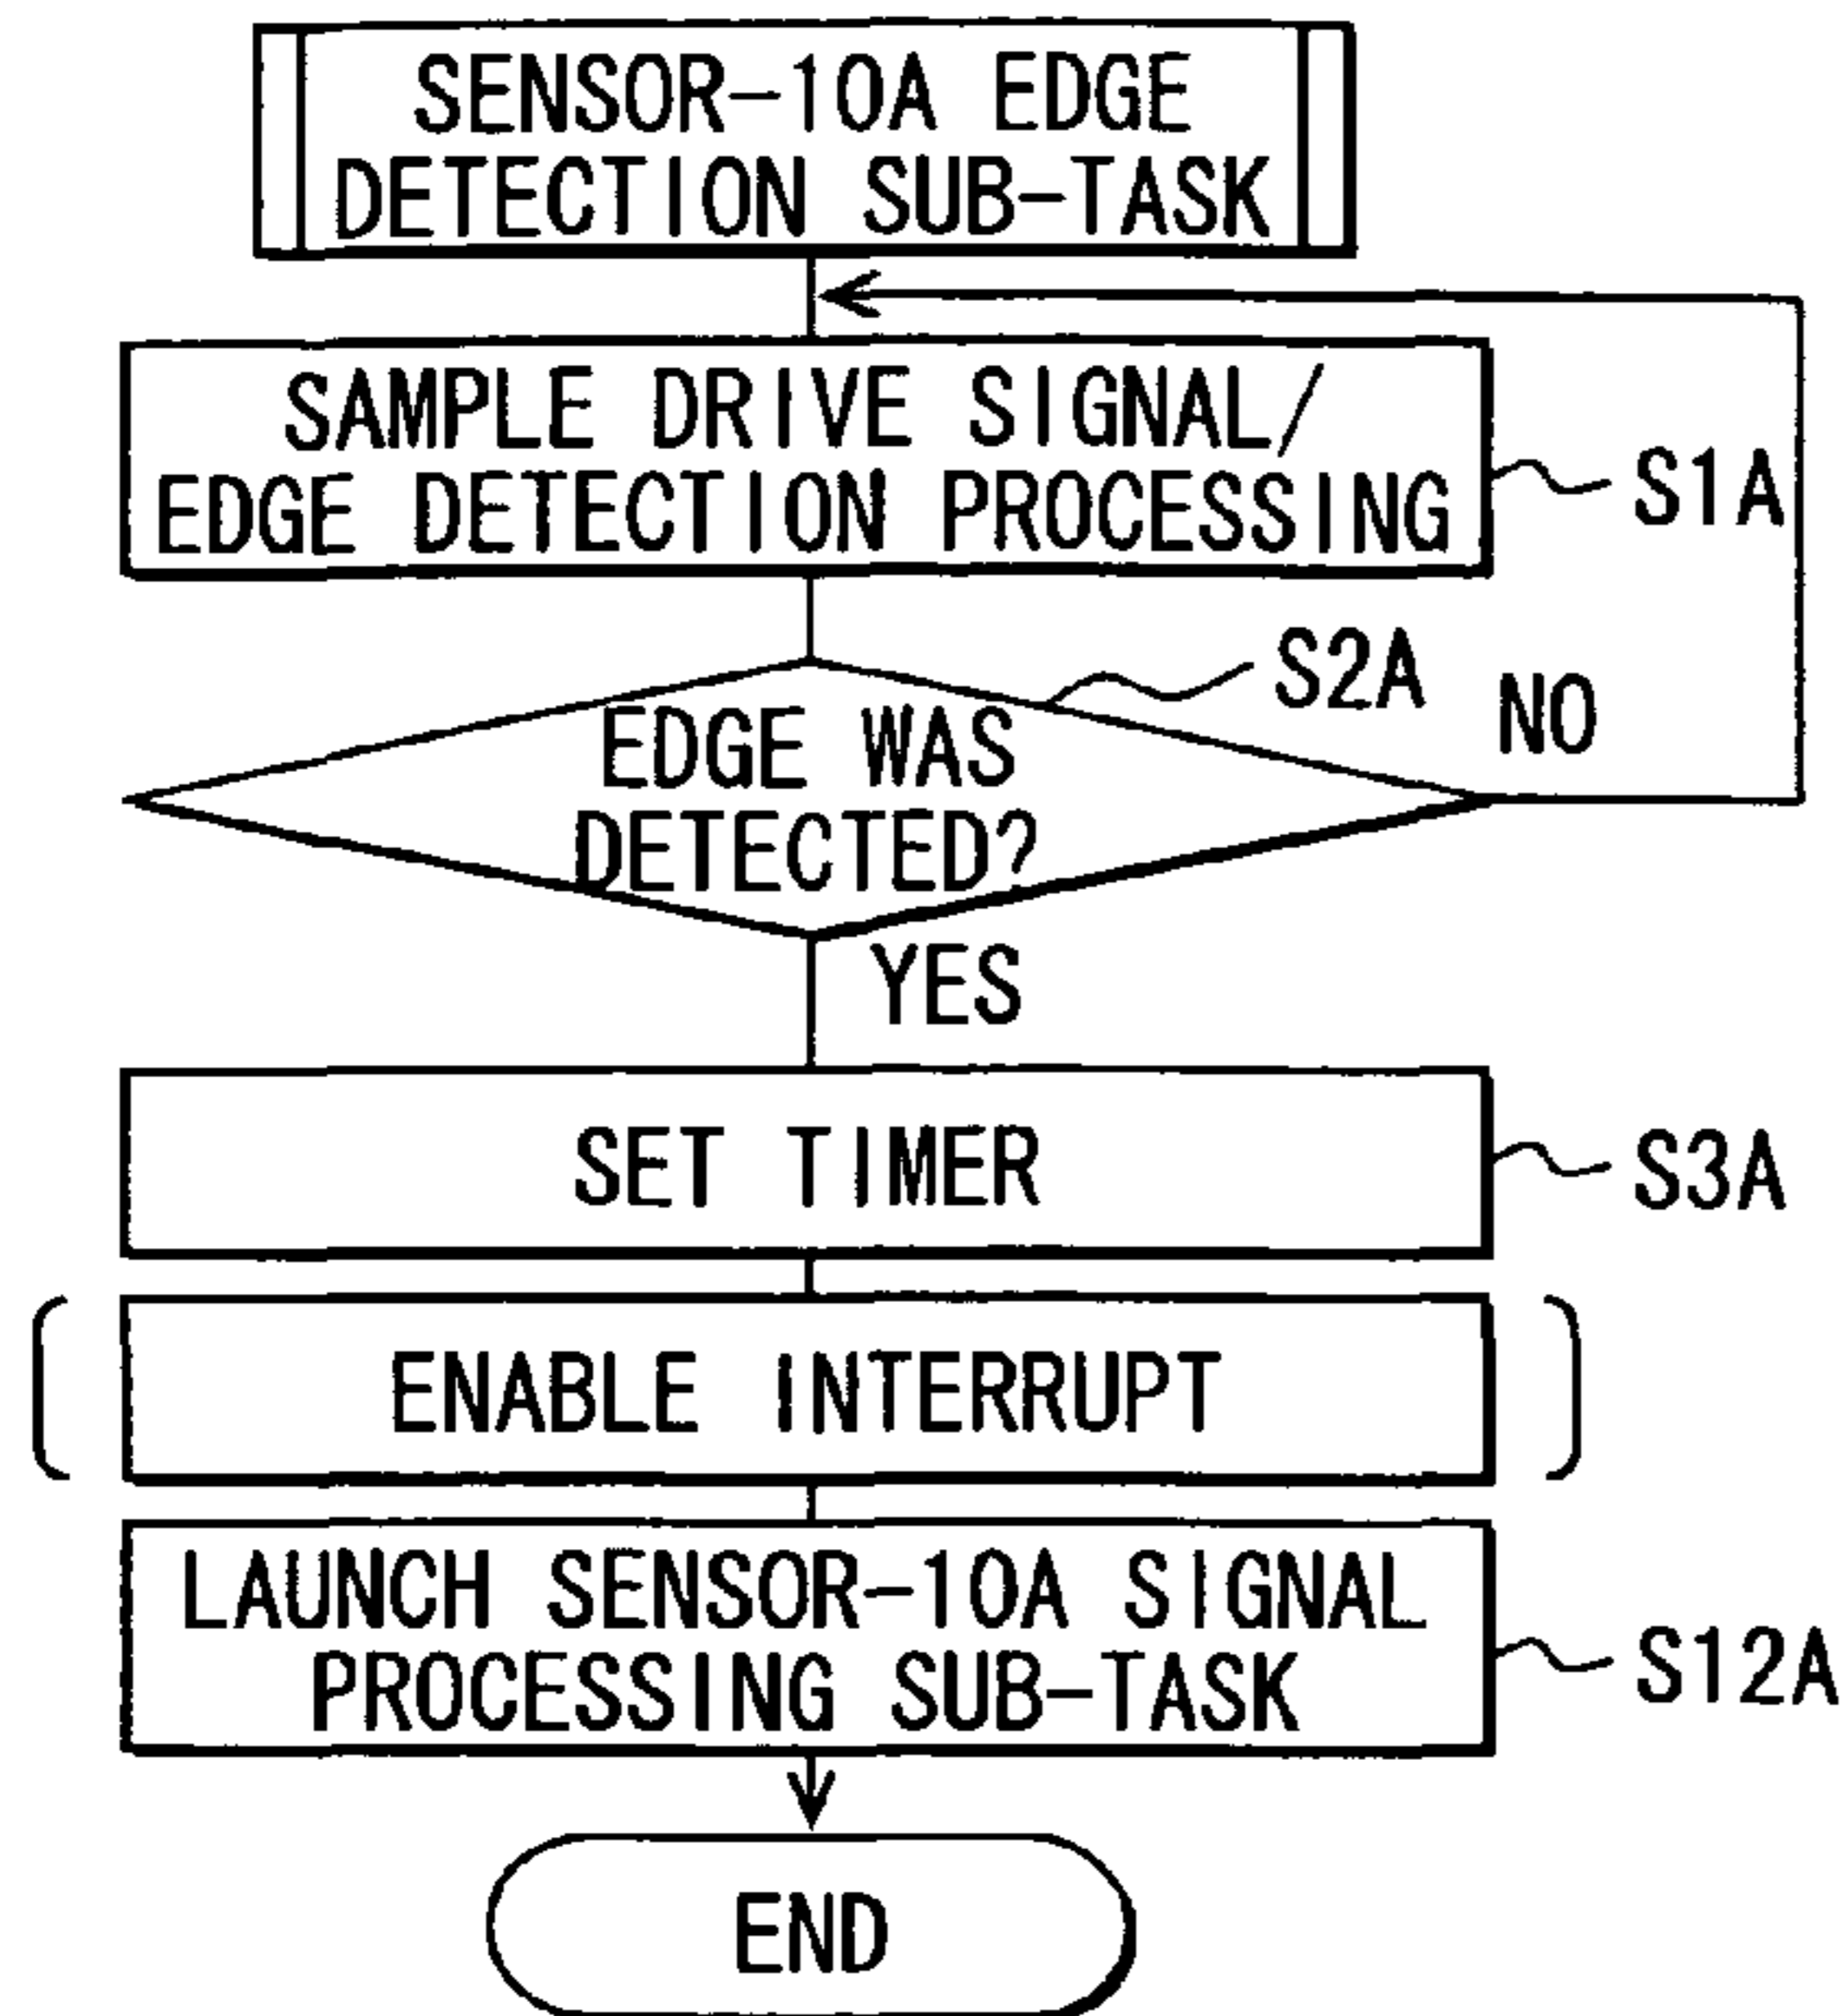 SENSOR-10A EDGE
DETECTION SUB-TASK
SAMPLE DRIVE SIGNAL/
EDGE DETECTION PROCESSING
S1A
S2A
EDGE WAS
DETECTED?
NO
YES
SET TIMER
S3A
ENABLE INTERRUPT
LAUNCH SENSOR-10A SIGNAL
PROCESSING SUB-TASK
S12A
END